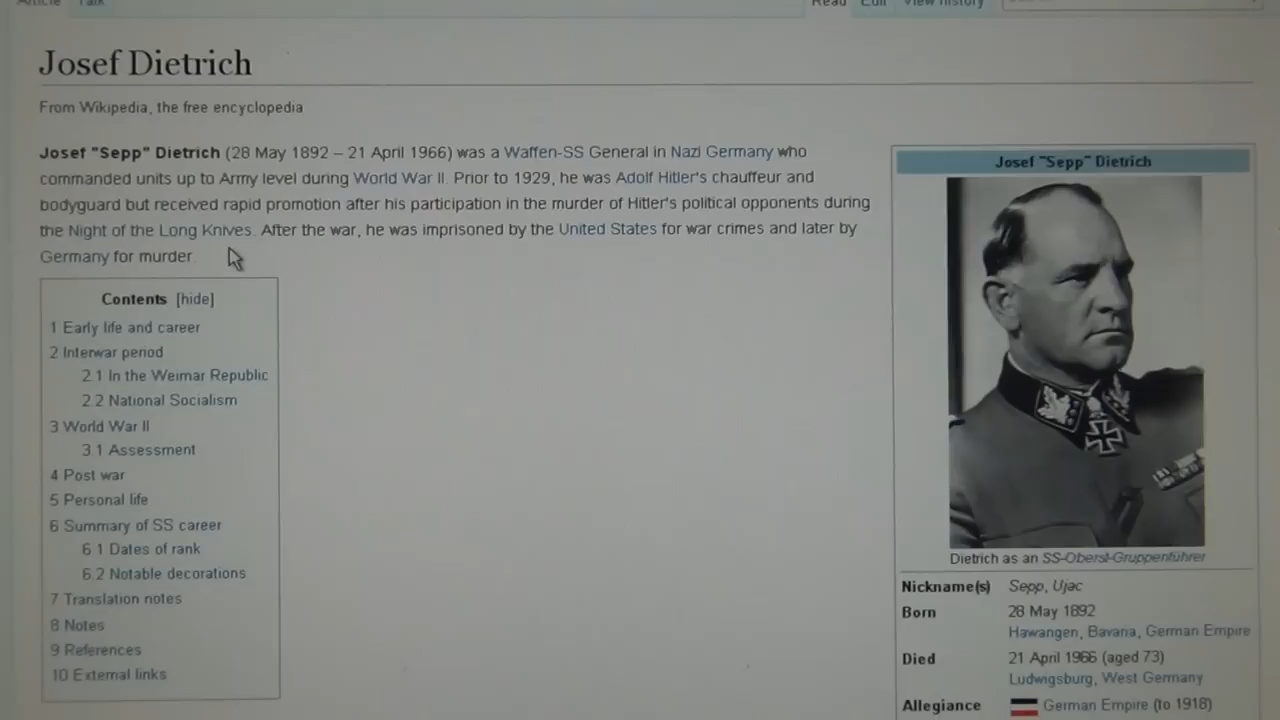 Article Talk Read Edit View history
Josef Dietrich
From Wikipedia, the free encyclopedia
Josef "Sepp" Dietrich (28 May 1892 – 21 April 1966) was a Waffen-SS General in Nazi Germany who
commanded units up to Army level during World War II. Prior to 1929, he was Adolf Hitler's chauffeur and
bodyguard but received rapid promotion after his participation in the murder of Hitler's political opponents during
the Night of the Long Knives. After the war, he was imprisoned by the United States for war crimes and later by
Germany for murder.
Contents [hide]
1 Early life and career
2 Interwar period
2.1 In the Weimar Republic
2.2 National Socialism
3 World War II
3.1 Assessment
4 Post war
5 Personal life
6 Summary of SS career
6.1 Dates of rank
6.2 Notable decorations
7 Translation notes
8 Notes
9 References
10 External links
Josef "Sepp" Dietrich
Dietrich as an SS-Oberst-Gruppenführer
Nickname(s) Sepp, Ujac
Born 28 May 1892
Hawangen, Bavaria, German Empire
Died 21 April 1966 (aged 73)
Ludwigsburg, West Germany
Allegiance German Empire (to 1918)